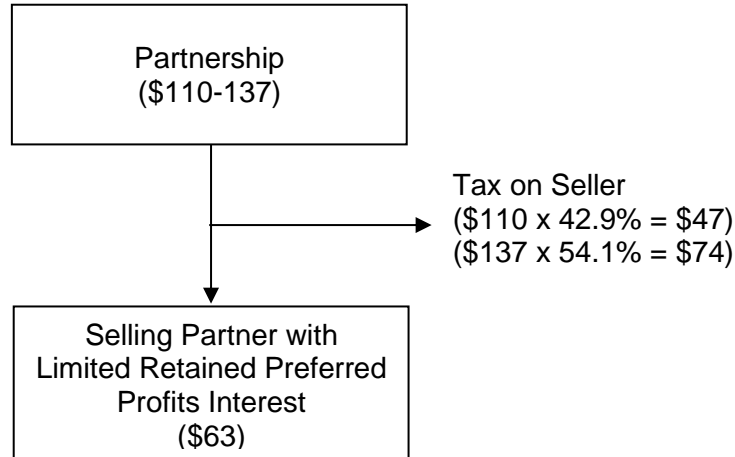 Partnership
($110-137)
Tax on Seller
($110 x 42.9% = $47)
($137 x 54.1% = $74)
Selling Partner with
Limited Retained Preferred
Profits Interest
($63)